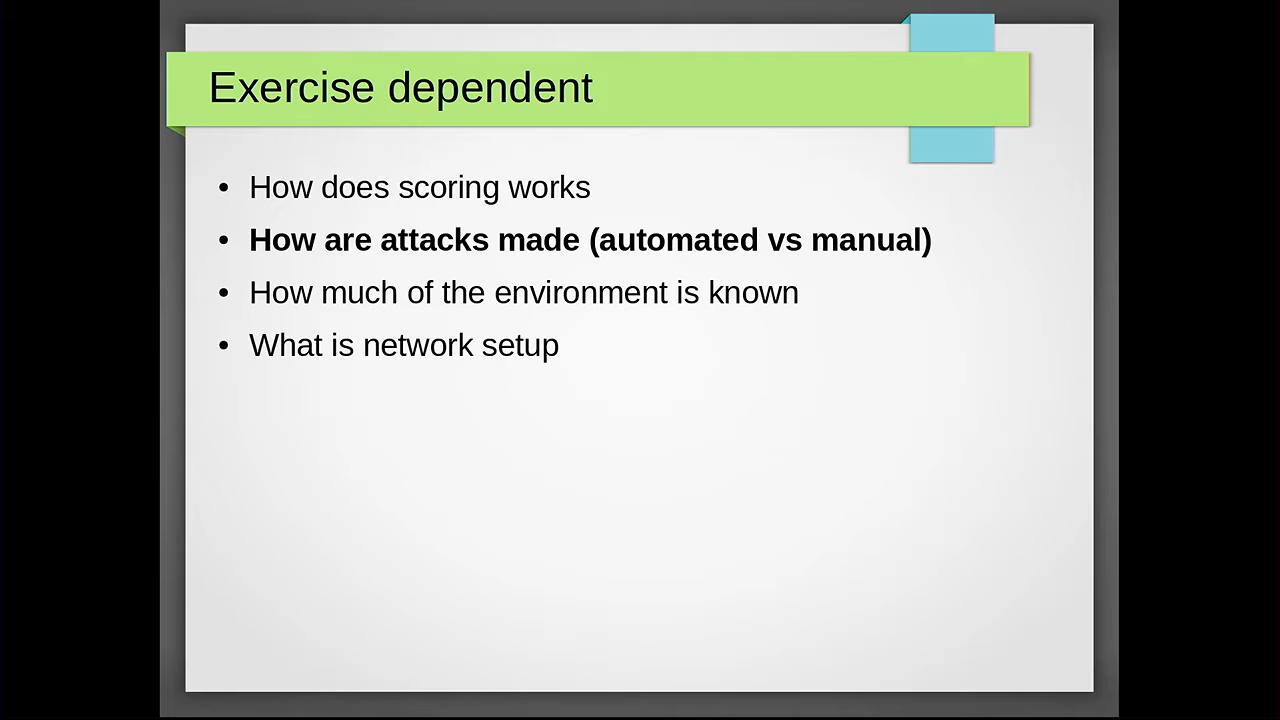 Exercise dependent
• How does scoring works
• How are attacks made (automated vs manual)
• How much of the environment is known
• What is network setup